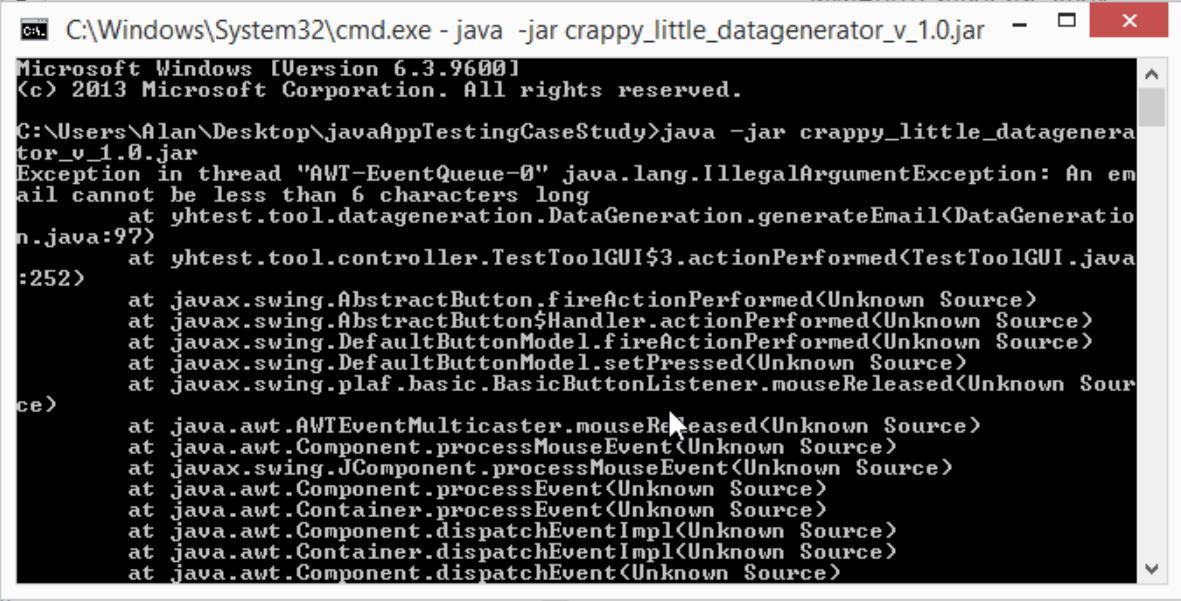 C:\Windows\System32\cmd.exe - java -jar crappy_little_datagenerator_v_1.0.jar
Microsoft Windows [Version 6.3.9600]
(c) 2013 Microsoft Corporation. All rights reserved.
C:\Users\Alan\Desktop\javaAppTestingCaseStudy>java -jar crappy_little_datagenera
tor_v_1.0.jar
Exception in thread "AWT-EventQueue-0" java.lang.IllegalArgumentException: An em
ail cannot be less than 6 characters long
at yhtest.tool.datageneration.DataGeneration.generateEmail(DataGeneratio
n.java:97)
at yhtest.tool.controller.TestToolGUI$3.actionPerformed(TestToolGUI.java
:252)
at javax.swing.AbstractButton.fireActionPerformed(Unknown Source)
at javax.swing.AbstractButton$Handler.actionPerformed(Unknown Source)
at javax.swing.DefaultButtonModel.fireActionPerformed(Unknown Source)
at javax.swing.DefaultButtonModel.setPressed(Unknown Source)
at javax.swing.plaf.basic.BasicButtonListener.mouseReleased(Unknown Sour
ce)
at java.awt.AWTEventMulticaster.mouseReleased(Unknown Source)
at java.awt.Component.processMouseEvent(Unknown Source)
at javax.swing.JComponent.processMouseEvent(Unknown Source)
at java.awt.Component.processEvent(Unknown Source)
at java.awt.Container.processEvent(Unknown Source)
at java.awt.Component.dispatchEventImpl(Unknown Source)
at java.awt.Container.dispatchEventImpl(Unknown Source)
at java.awt.Component.dispatchEvent(Unknown Source)